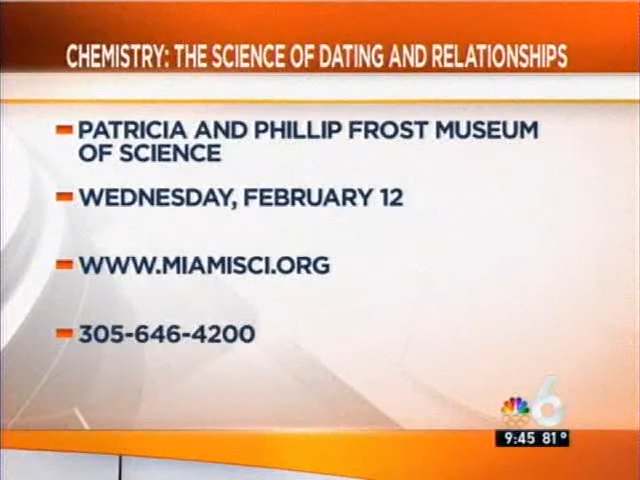 CHEMISTRY: THE SCIENCE OF DATING AND RELATIONSHIPS
PATRICIA AND PHILLIP FROST MUSEUM
OF SCIENCE
WEDNESDAY, FEBRUARY 12
WWW.MIAMISCI.ORG
305-646-4200
6
9:45 81°